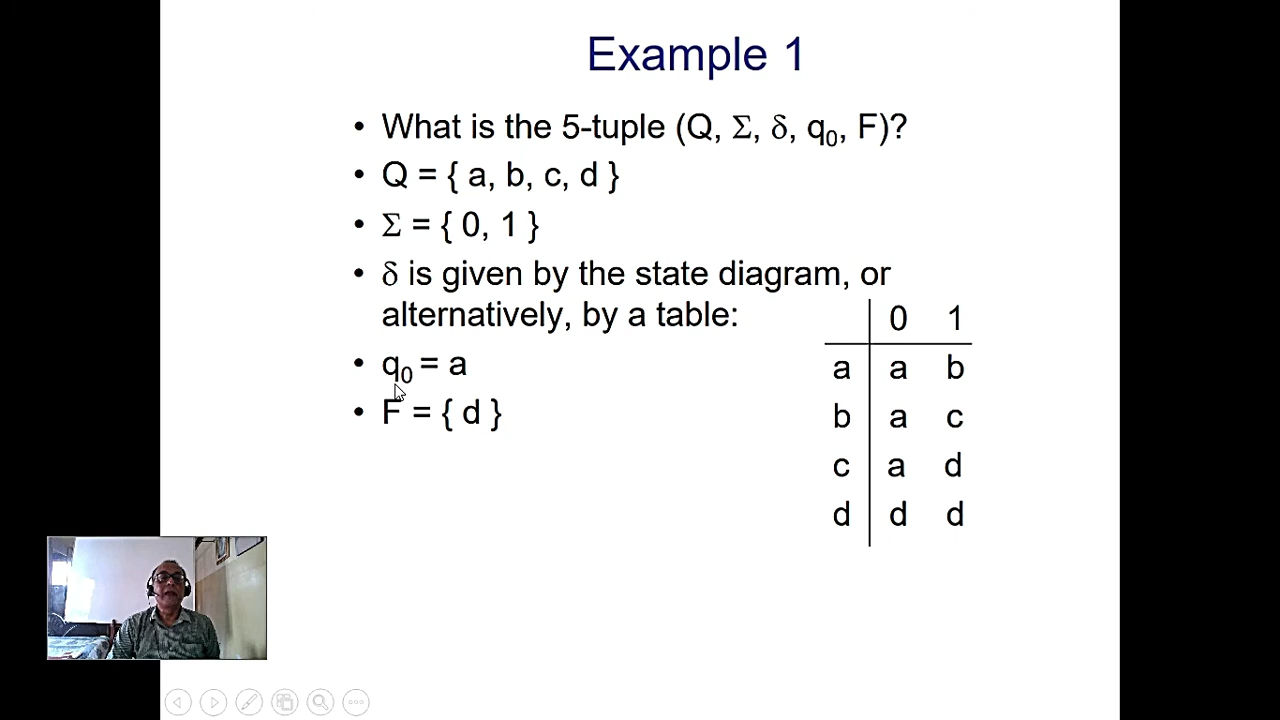 Example 1
• What is the 5-tuple (Q, Σ, δ, q₀, F)?
• Q = { a, b, c, d }
• Σ = { 0, 1 }
• δ is given by the state diagram, or
alternatively, by a table:
• q₀ = a
• F = { d }
0 1
a a b
b a c
c a d
d d d